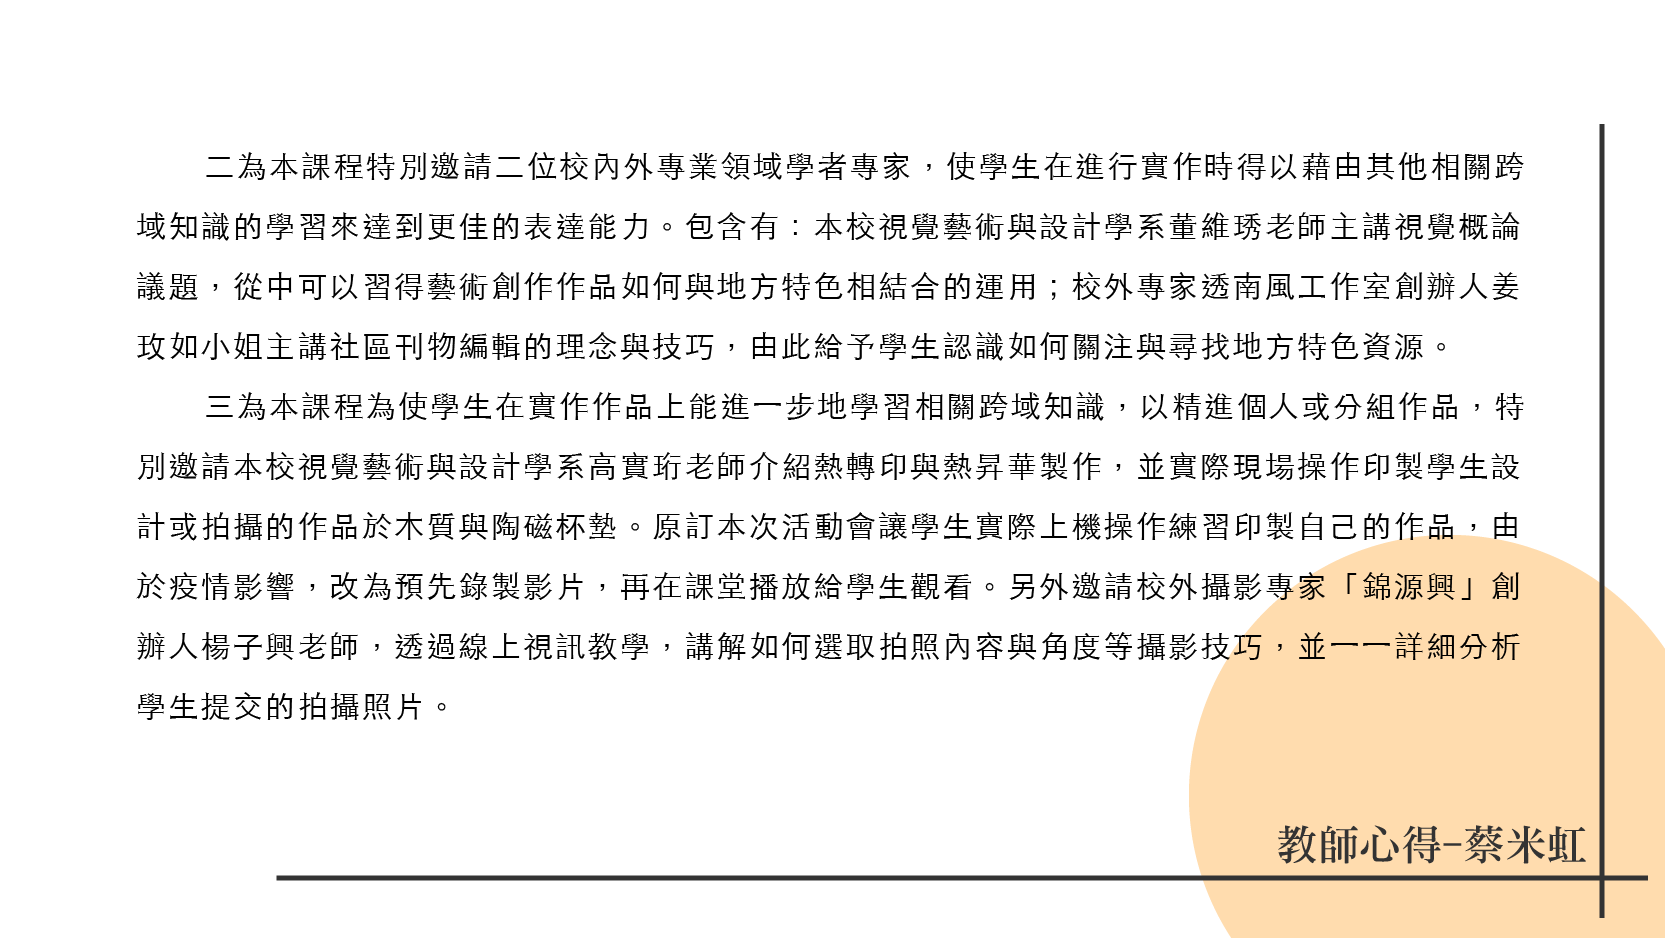 二為本課程特別邀請二位校內外專業領域學者專家，使學生在進行實作時得以藉由其他相關跨
域知識的學習來達到更佳的表達能力。包含有：本校視覺藝術與設計學系董維琇老師主講視覺概論
議題，從中可以習得藝術創作作品如何與地方特色相結合的運用；校外專家透南風工作室創辦人姜
玫如小姐主講社區刊物編輯的理念與技巧，由此給予學生認識如何關注與尋找地方特色資源。
三為本課程為使學生在實作作品上能進一步地學習相關跨域知識，以精進個人或分組作品，特
別邀請本校視覺藝術與設計學系高實珩老師介紹熱轉印與熱昇華製作，並實際現場操作印製學生設
計或拍攝的作品於木質與陶磁杯墊。原訂本次活動會讓學生實際上機操作練習印製自己的作品，由
於疫情影響，改為預先錄製影片，再在課堂播放給學生觀看。另外邀請校外攝影專家「錦源興」創
辦人楊子興老師，透過線上視訊教學，講解如何選取拍照內容與角度等攝影技巧，並一一詳細分析
學生提交的拍攝照片。
教師心得–蔡米虹